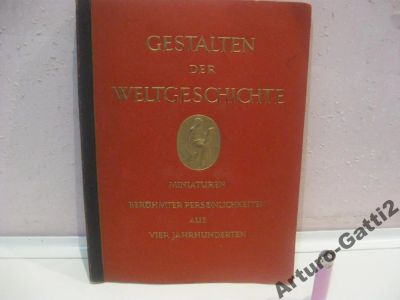 GESTALTEN
DER
WELTGESCHICHTE
MINIATUREN
BERÜHMTER PERSÖNLICHKEITEN
AUS
VIER JAHRHUNDERTEN
Arturo-Gatti2